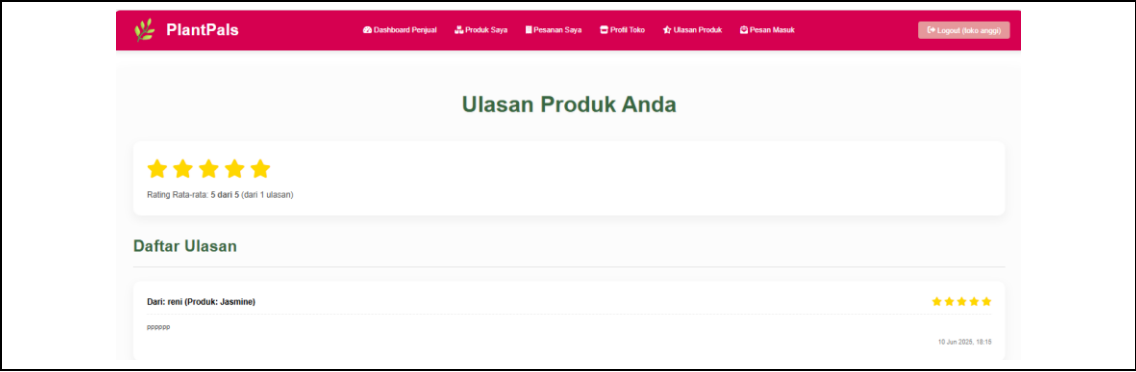 PlantPals
Dashboard Penjual Produk Saya Pesanan Saya Profil Toko Ulasan Produk Pesan Masuk
Logout (toko anggi)
Ulasan Produk Anda
Rating Rata-rata: 5 dari 5 (dari 1 ulasan)
Daftar Ulasan
Dari: reni (Produk: Jasmine)
pppppp
10 Jun 2025, 18:15